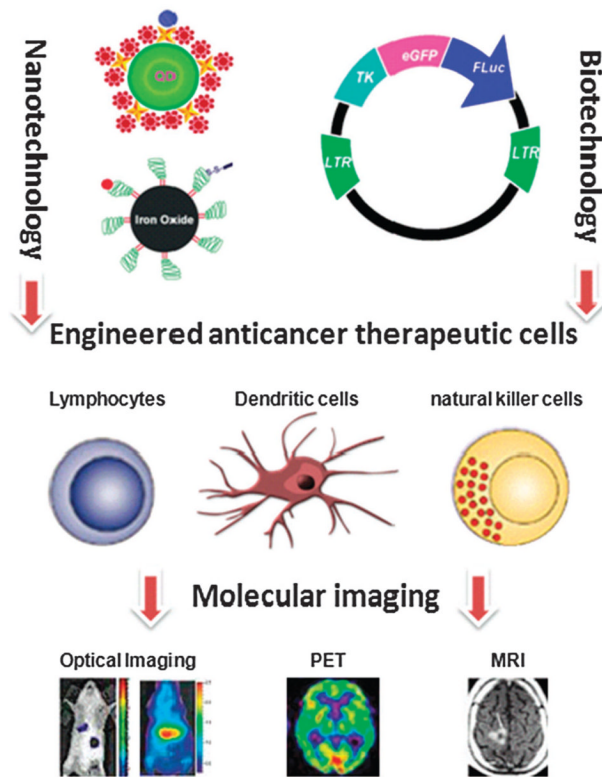 Nanotechnology
QD
Iron Oxide
TK
eGFP
FLuc
LTR
LTR
Biotechnology
Engineered anticancer therapeutic cells
Lymphocytes
Dendritic cells
natural killer cells
Molecular imaging
Optical Imaging
PET
MRI